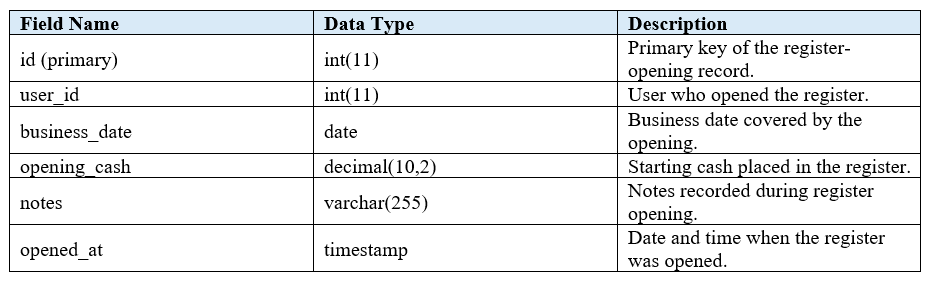 Field Name Data Type Description
id (primary) int(11) Primary key of the register-
opening record.
user_id int(11) User who opened the register.
business_date date Business date covered by the
opening.
opening_cash decimal(10,2) Starting cash placed in the register.
notes varchar(255) Notes recorded during register
opening.
opened_at timestamp Date and time when the register
was opened.